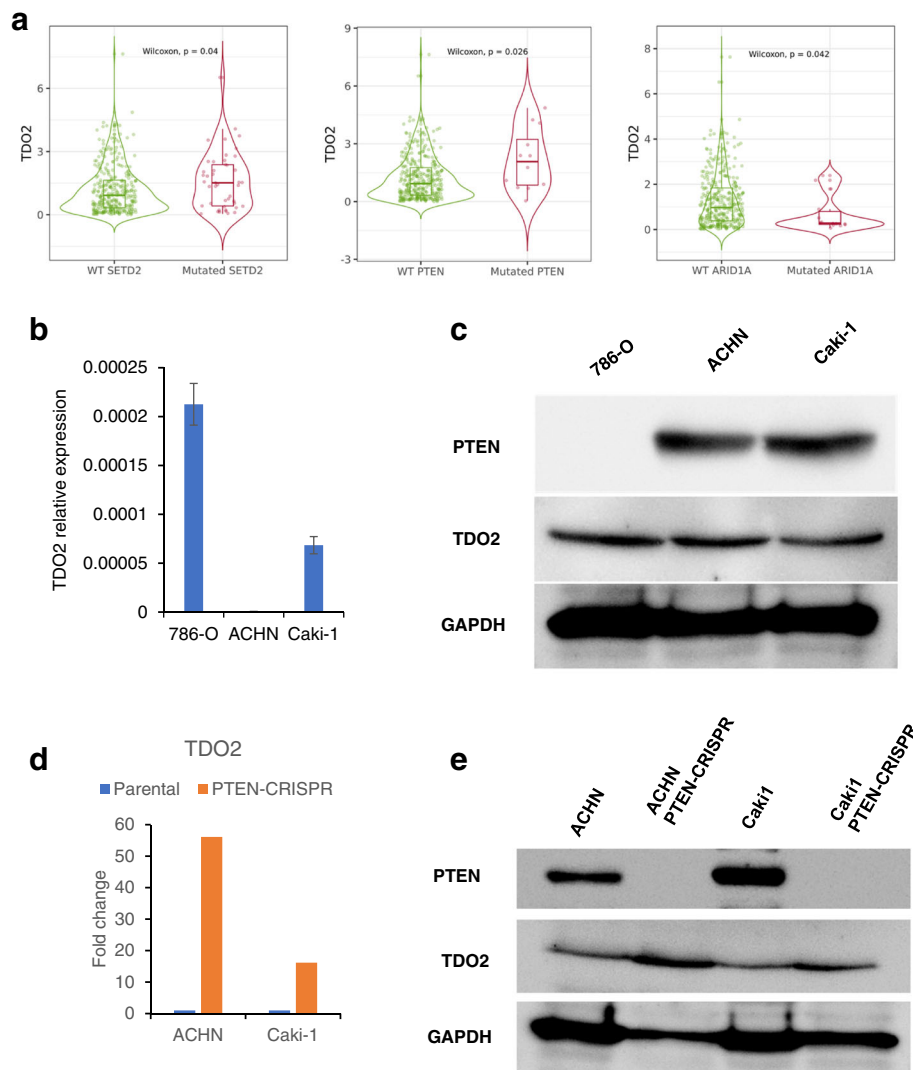 a
Wilcoxon, p = 0.04
TDO2
6
3
0
WT SETD2 Mutated SETD2
9
Wilcoxon, p = 0.026
TDO2
6
3
0
-3
WT PTEN Mutated PTEN
8
Wilcoxon, p = 0.042
TDO2
6
4
2
0
WT ARID1A Mutated ARID1A
b
TDO2 relative expression
0.00025
0.0002
0.00015
0.0001
0.00005
0
786-O ACHN Caki-1
c
786-O ACHN Caki-1
PTEN
TDO2
GAPDH
d
TDO2
Parental PTEN-CRISPR
Fold change
60
50
40
30
20
10
0
ACHN Caki-1
e
ACHN
ACHN
PTEN-CRISPR
Caki1
Caki1
PTEN-CRISPR
PTEN
TDO2
GAPDH